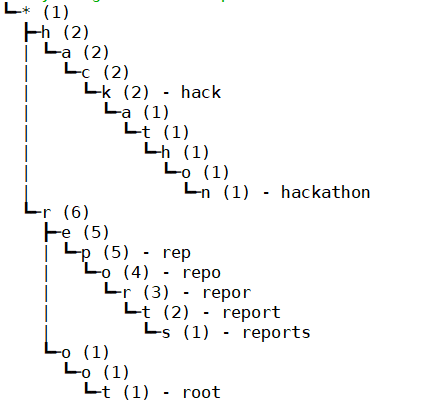 * (1)
h (2)
a (2)
c (2)
k (2) - hack
a (1)
t (1)
h (1)
o (1)
n (1) - hackathon
r (6)
e (5)
p (5) - rep
o (4) - repo
r (3) - repor
t (2) - report
s (1) - reports
o (1)
o (1)
t (1) - root